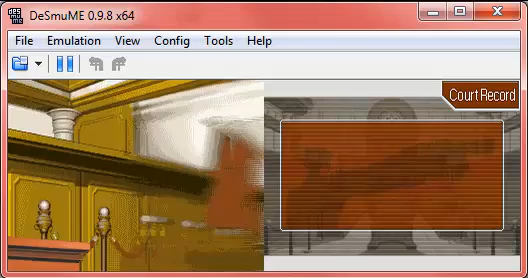 DeSmuME 0.9.8 x64
File Emulation View Config Tools Help
Court Record